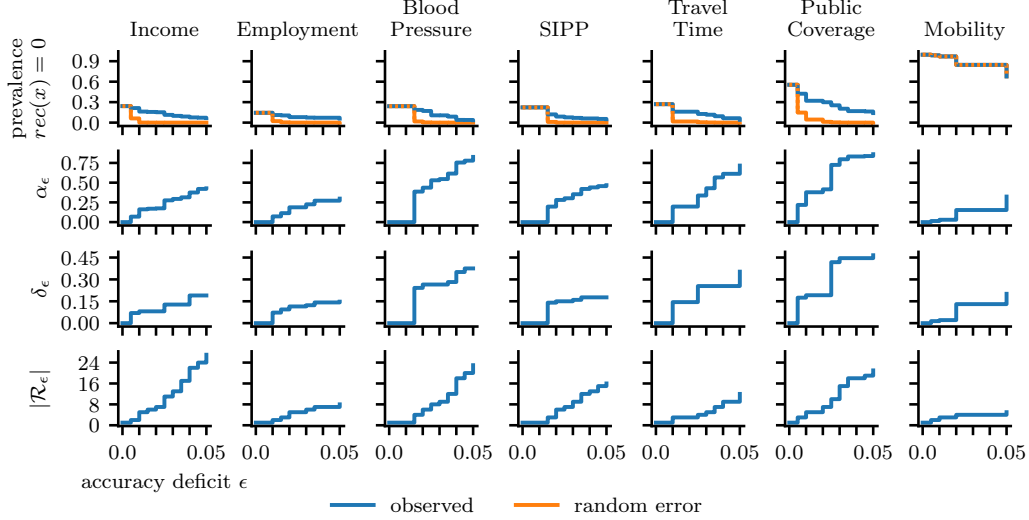 Income Employment Blood Pressure SIPP Travel Time Public Coverage Mobility
prevalence
rec(x) = 0
0.9
0.6
0.3
0.0
α_ϵ
0.75
0.50
0.25
0.00
δ_ϵ
0.45
0.30
0.15
0.00
|ℛ_ϵ|
24
16
8
0
0.0 0.05 0.0 0.05 0.0 0.05 0.0 0.05 0.0 0.05 0.0 0.05 0.0 0.05
accuracy deficit ϵ
observed random error